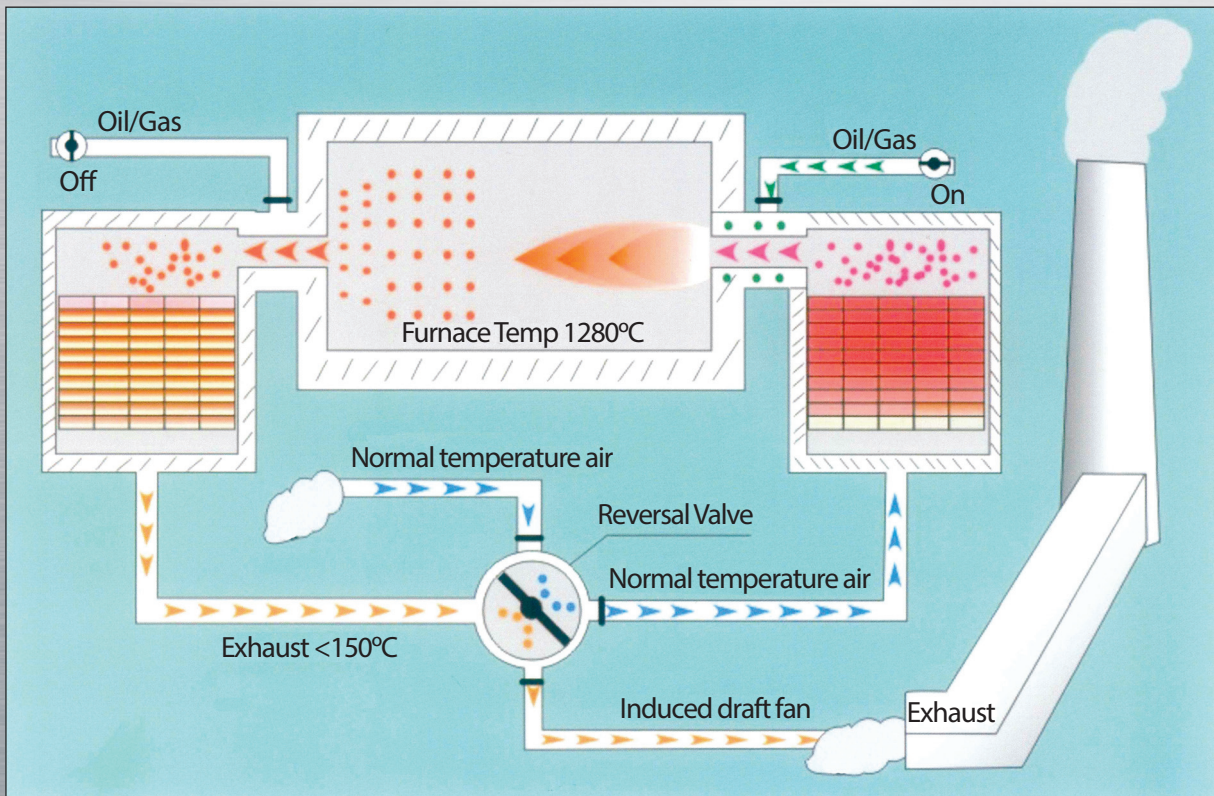 Oil/Gas
Off
Oil/Gas
On
Furnace Temp 1280ºC
Normal temperature air
Reversal Valve
Normal temperature air
Exhaust <150ºC
Induced draft fan
Exhaust